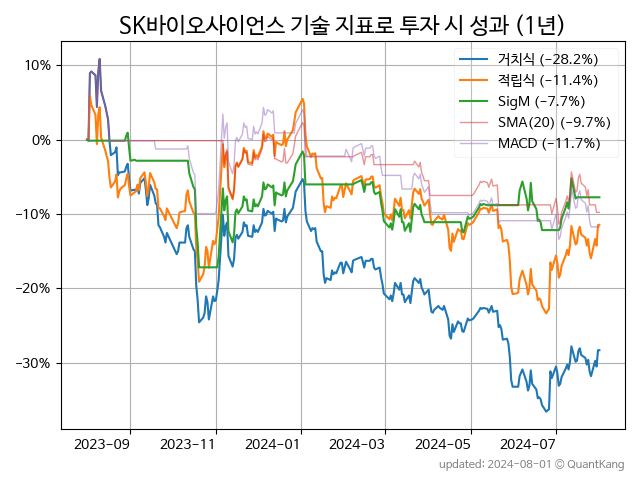 SK바이오사이언스 기술 지표로 투자 시 성과 (1년)
거치식 (−28.2%)
적립식 (−11.4%)
SigM (−7.7%)
SMA(20) (−9.7%)
MACD (−11.7%)
10%
0%
−10%
−20%
−30%
2023-09 2023-11 2024-01 2024-03 2024-05 2024-07
updated: 2024-08-01 © QuantKang